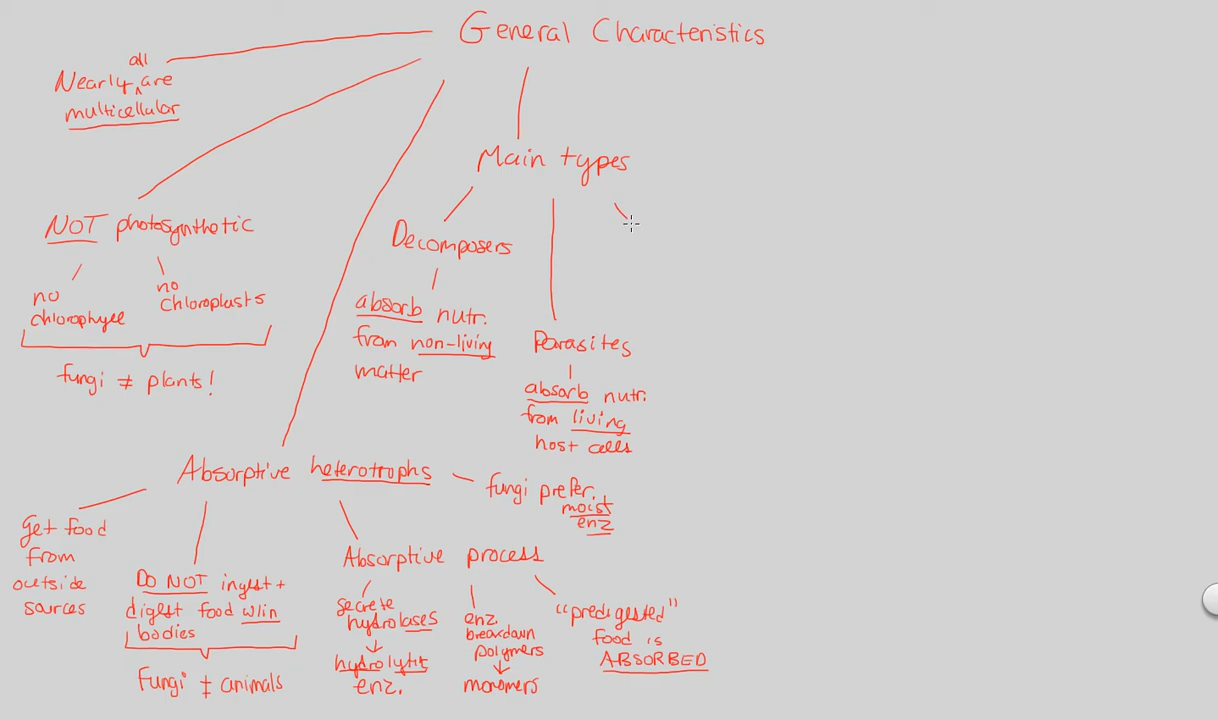 General Characteristics
all
Nearly ^ are
multicellular
Main types
NOT photosynthetic
no
chlorophyll
no
Chloroplasts
fungi ≠ plants!
Decomposers
absorb nutr.
from non-living
matter
Parasites
absorb nutr.
from living
host cells
Absorptive heterotrophs
fungi prefer.
moist
enz
Get food
from
outside
sources
DO NOT ingest +
digest food w/in
bodies
Fungi ≠ animals
Absorptive process
secrete
hydrolases
hydrolytic
enz.
enz.
breakdown
polymers
monomers
"predigested"
food is
ABSORBED